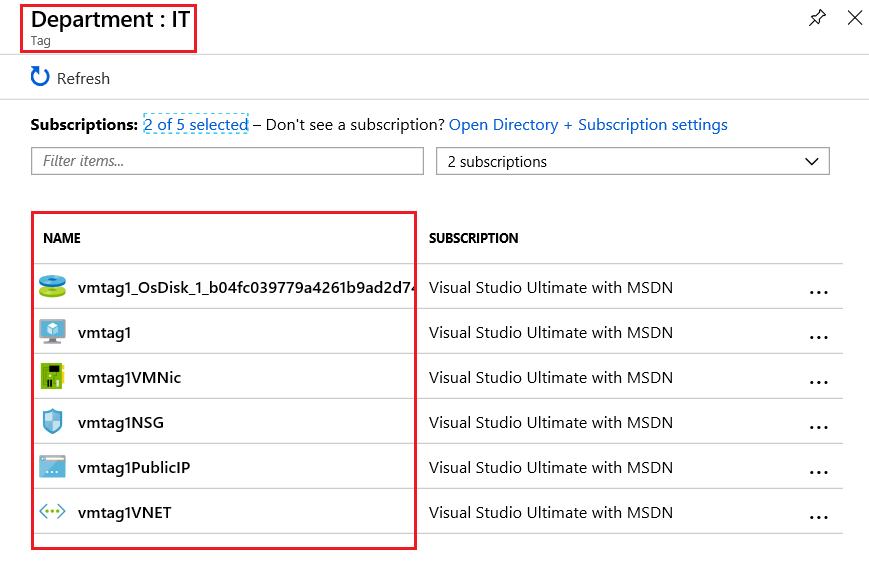 Department : IT
Tag
Refresh
Subscriptions: 2 of 5 selected – Don't see a subscription? Open Directory + Subscription settings
Filter items...
2 subscriptions
NAME SUBSCRIPTION
vmtag1_OsDisk_1_b04fc039779a4261b9ad2d74 Visual Studio Ultimate with MSDN ...
vmtag1 Visual Studio Ultimate with MSDN ...
vmtag1VMNic Visual Studio Ultimate with MSDN ...
vmtag1NSG Visual Studio Ultimate with MSDN ...
vmtag1PublicIP Visual Studio Ultimate with MSDN ...
vmtag1VNET Visual Studio Ultimate with MSDN ...